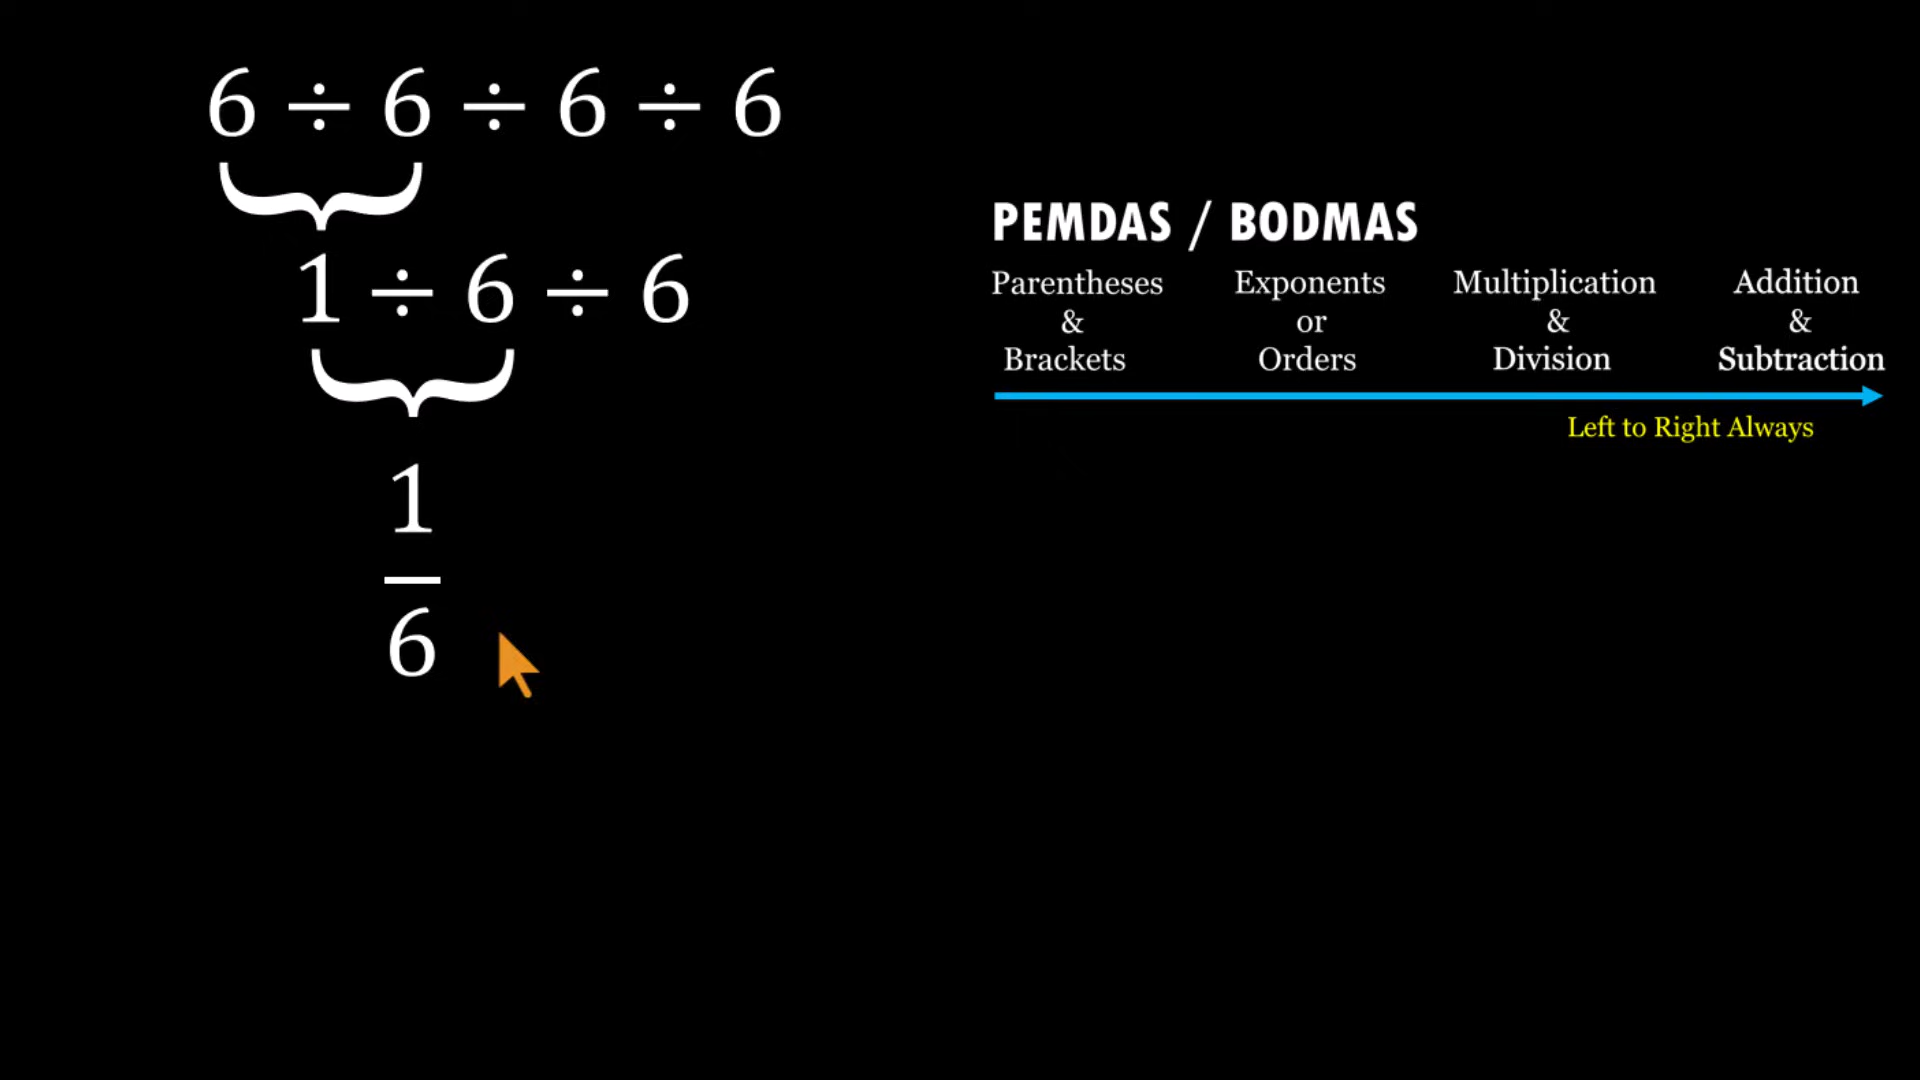 6 ÷ 6 ÷ 6 ÷ 6
1 ÷ 6 ÷ 6
1
6
PEMDAS / BODMAS
Parentheses & Brackets
Exponents or Orders
Multiplication & Division
Addition & Subtraction
Left to Right Always